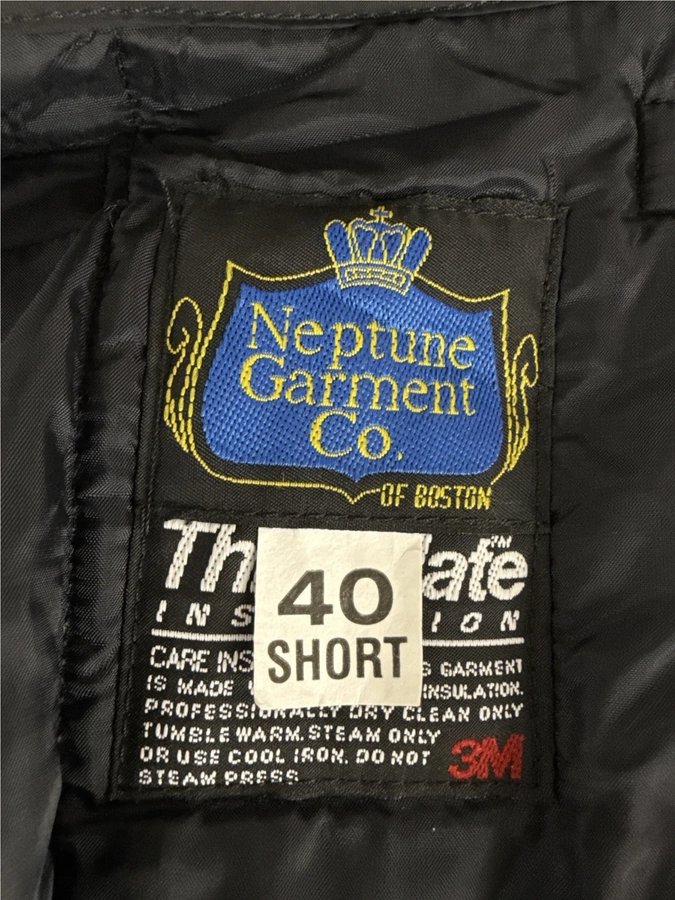 Neptune
Garment
Co.
OF BOSTON
Th lafe™
INS ION
40
SHORT
CARE INS S GARMENT
IS MADE INSULATION.
PROFESSIONALLY DRY CLEAN ONLY
TUMBLE WARM. STEAM ONLY
OR USE COOL IRON. DO NOT
STEAM PRESS
3M